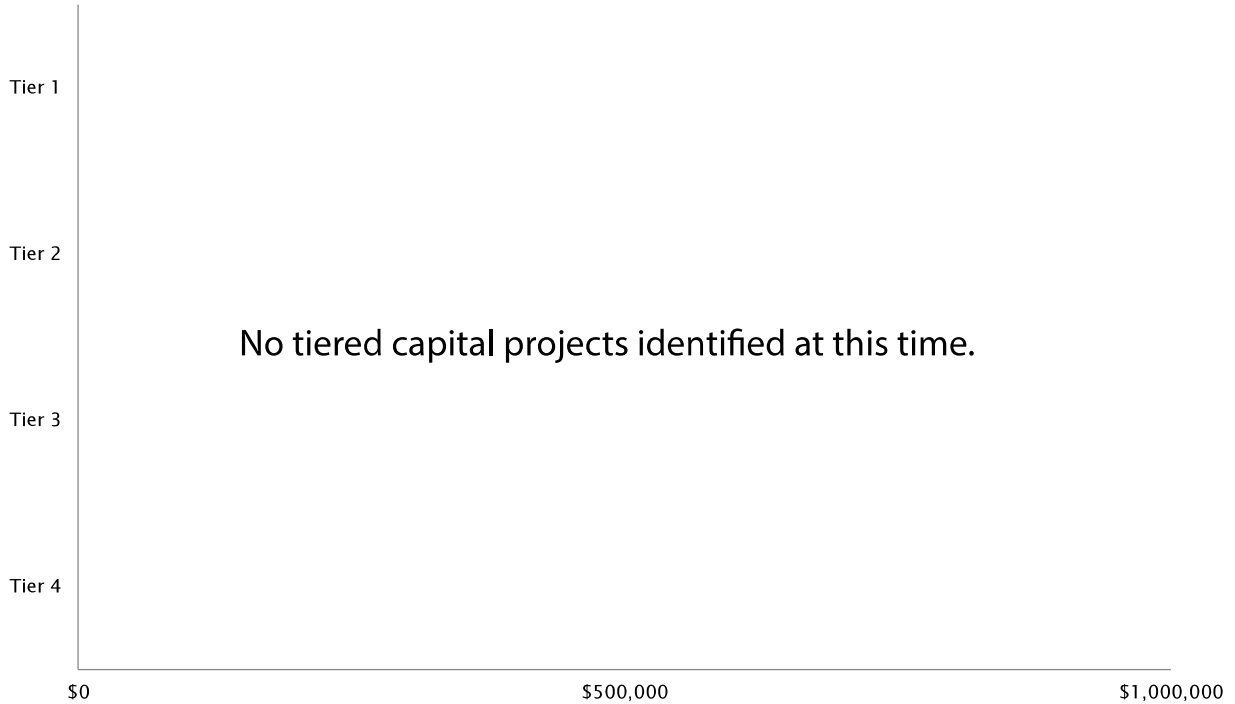 Tier 1
Tier 2
No tiered capital projects identified at this time.
Tier 3
Tier 4
$0 $500,000 $1,000,000